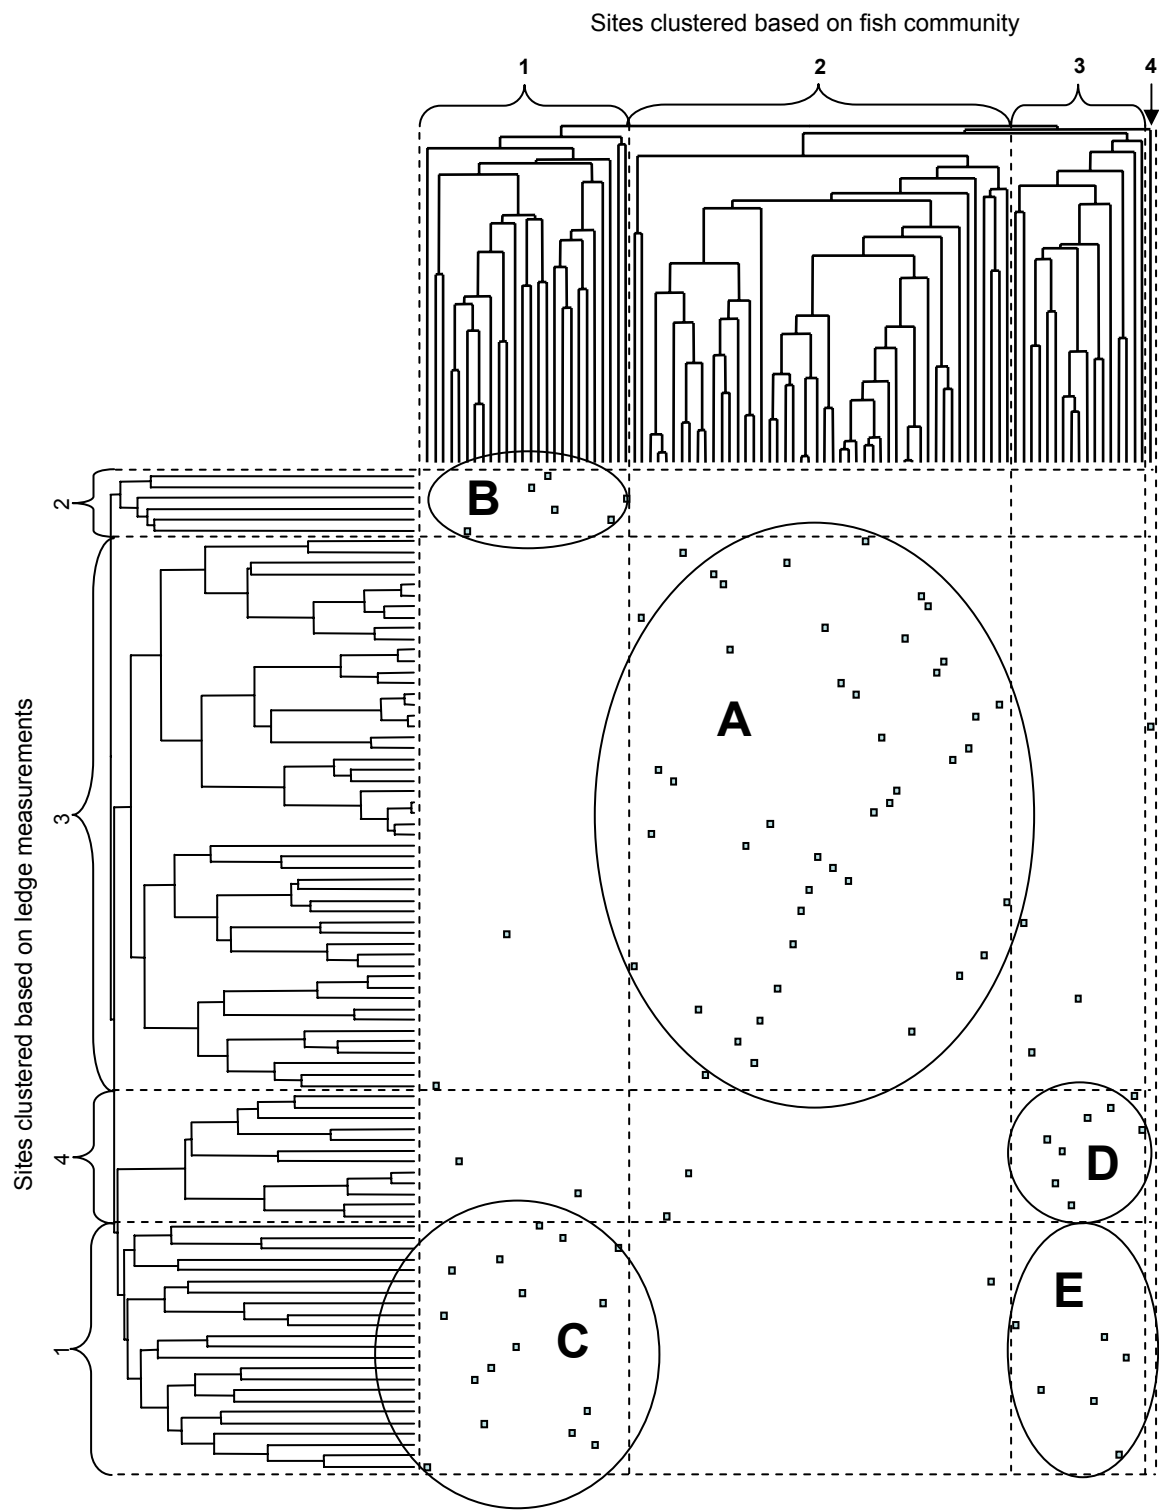 Sites clustered based on fish community
1
2
3
4
2
B
A
3
Sites clustered based on ledge measurements
4
D
E
C
1